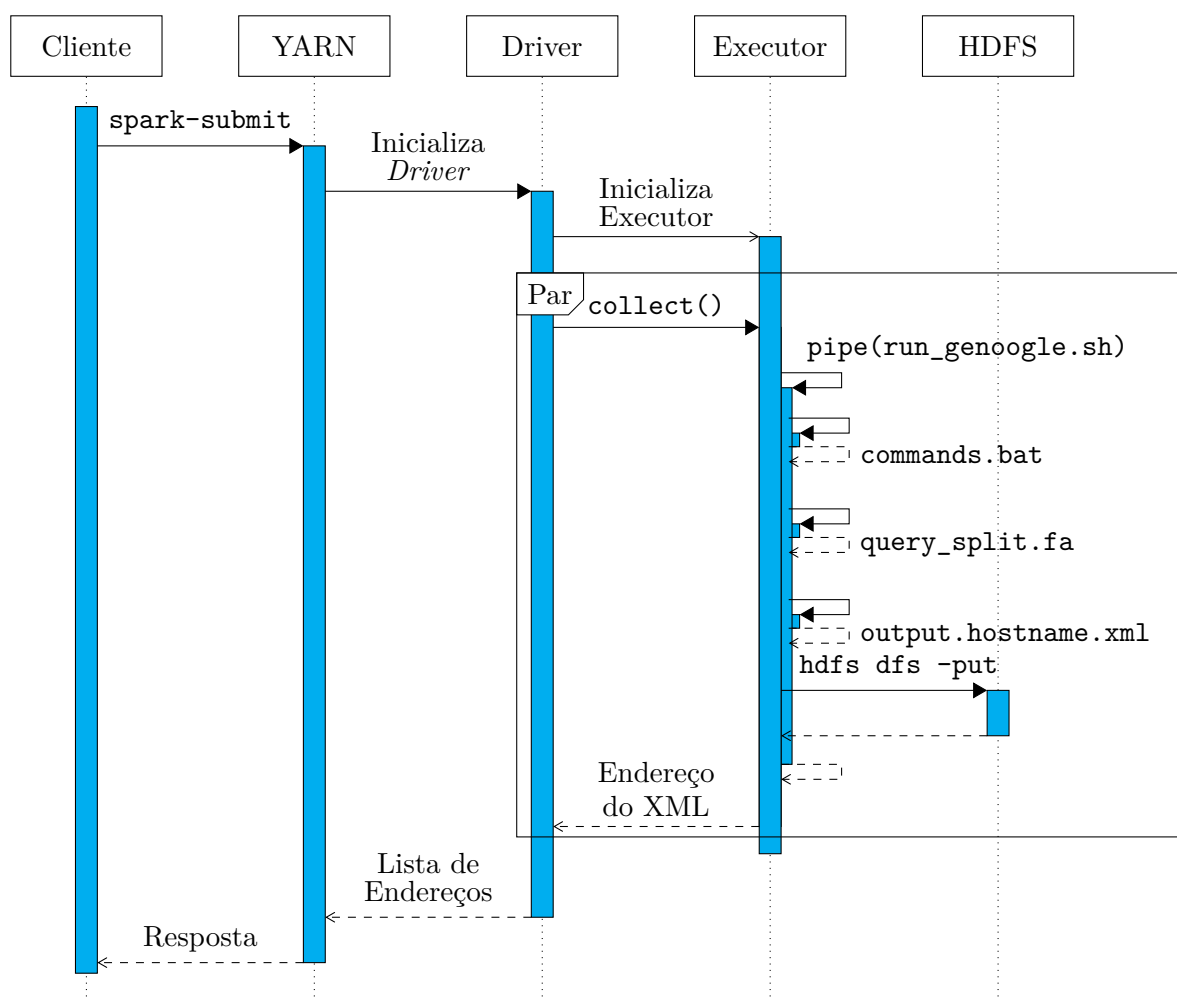 Cliente
YARN
Driver
Executor
HDFS
spark-submit
Inicializa
Driver
Inicializa
Executor
Par
collect()
pipe(run_genoogle.sh)
commands.bat
query_split.fa
output.hostname.xml
hdfs dfs -put
Endereço
do XML
Lista de
Endereços
Resposta